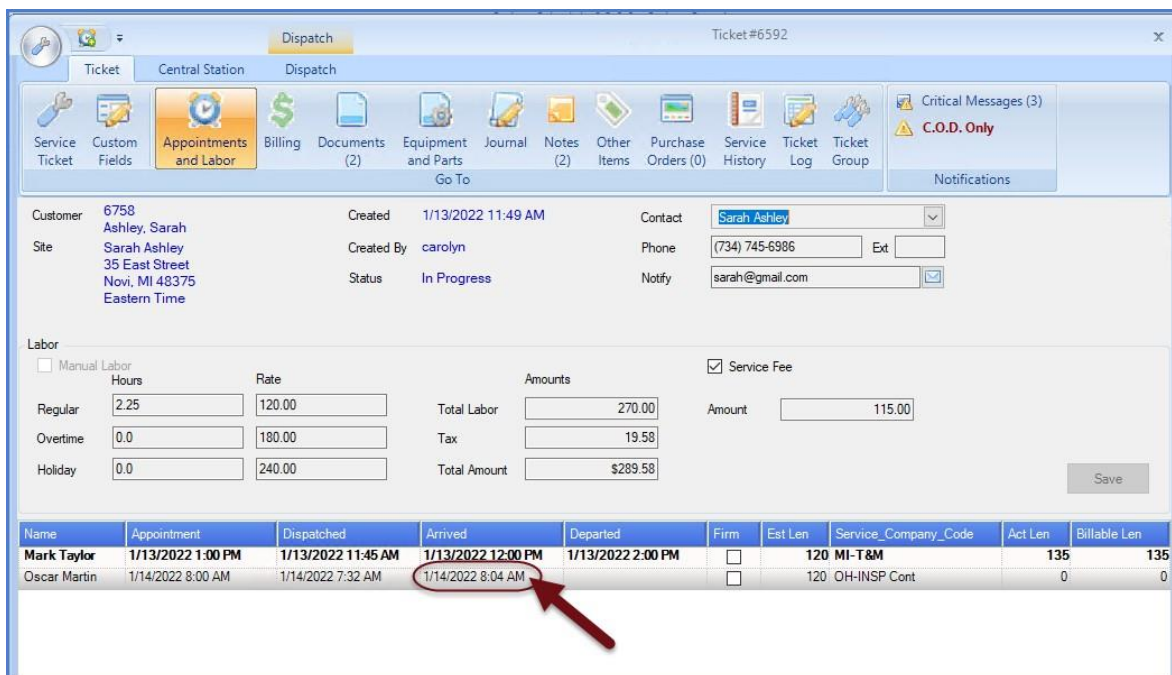 Dispatch
Ticket #6592
x
Ticket
Central Station
Dispatch
Service Ticket
Custom Fields
Appointments and Labor
Billing
Documents (2)
Equipment and Parts
Journal
Notes (2)
Other Items
Purchase Orders (0)
Service History
Ticket Log
Ticket Group
Go To
Critical Messages (3)
C.O.D. Only
Notifications
Customer 6758
Ashley, Sarah
Site Sarah Ashley
35 East Street
Novi, MI 48375
Eastern Time
Created 1/13/2022 11:49 AM
Created By carolyn
Status In Progress
Contact Sarah Ashley
Phone (734) 745-6986 Ext
Notify sarah@gmail.com
Labor
Manual Labor
Hours Rate Amounts
Regular 2.25 120.00 Total Labor 270.00
Overtime 0.0 180.00 Tax 19.58
Holiday 0.0 240.00 Total Amount $289.58
Service Fee
Amount 115.00
Save
Name Appointment Dispatched Arrived Departed Firm Est Len Service_Company_Code Act Len Billable Len
Mark Taylor 1/13/2022 1:00 PM 1/13/2022 11:45 AM 1/13/2022 12:00 PM 1/13/2022 2:00 PM 120 MI-T&M 135 135
Oscar Martin 1/14/2022 8:00 AM 1/14/2022 7:32 AM 1/14/2022 8:04 AM 120 OH-INSP Cont 0 0